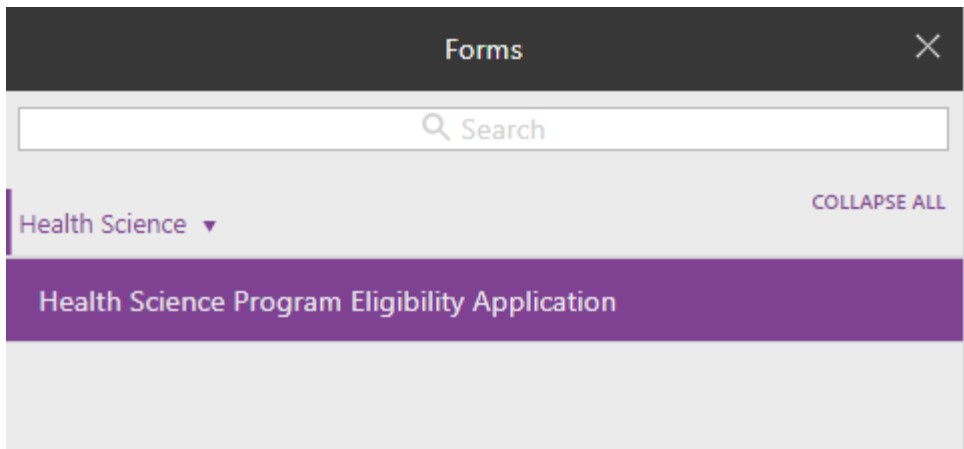 Forms
Search
COLLAPSE ALL
Health Science
Health Science Program Eligibility Application